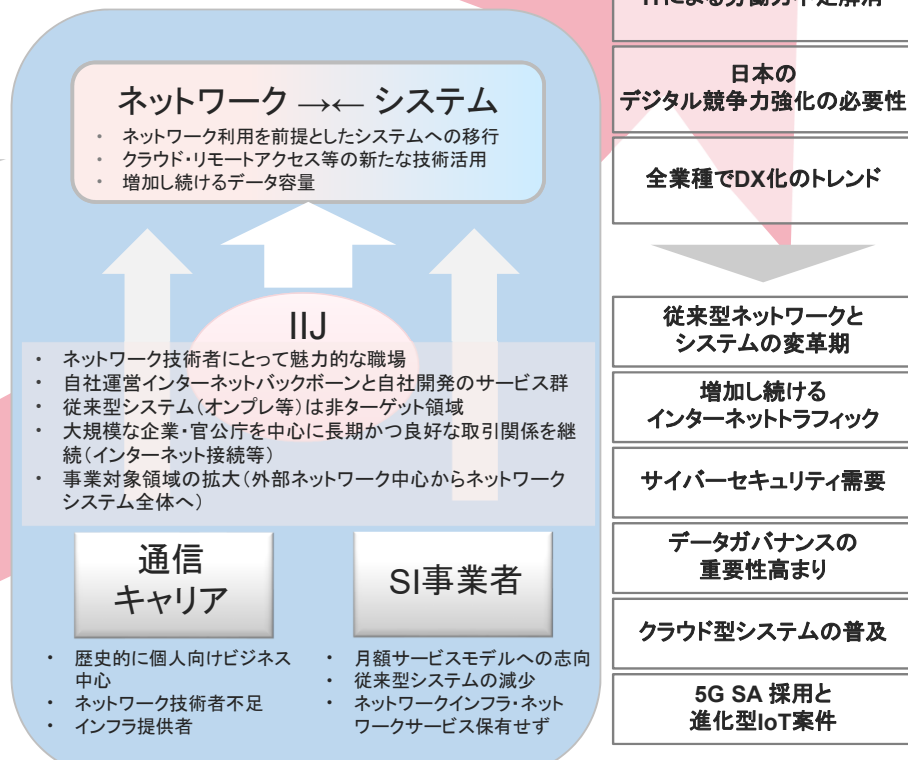 ネットワーク →← システム
・ ネットワーク利用を前提としたシステムへの移行
・ クラウド・リモートアクセス等の新たな技術活用
・ 増加し続けるデータ容量
IIJ
・ ネットワーク技術者にとって魅力的な職場
・ 自社運営インターネットバックボーンと自社開発のサービス群
・ 従来型システム(オンプレ等)は非ターゲット領域
・ 大規模な企業・官公庁を中心に長期かつ良好な取引関係を継
続(インターネット接続等)
・ 事業対象領域の拡大(外部ネットワーク中心からネットワーク
システム全体へ)
通信
キャリア
・ 歴史的に個人向けビジネス
中心
・ ネットワーク技術者不足
・ インフラ提供者
SI事業者
・ 月額サービスモデルへの志向
・ 従来型システムの減少
・ ネットワークインフラ・ネット
ワークサービス保有せず
ITによる労働力不足解消
日本の
デジタル競争力強化の必要性
全業種でDX化のトレンド
従来型ネットワークと
システムの変革期
増加し続ける
インターネットトラフィック
サイバーセキュリティ需要
データガバナンスの
重要性高まり
クラウド型システムの普及
5G SA 採用と
進化型IoT案件